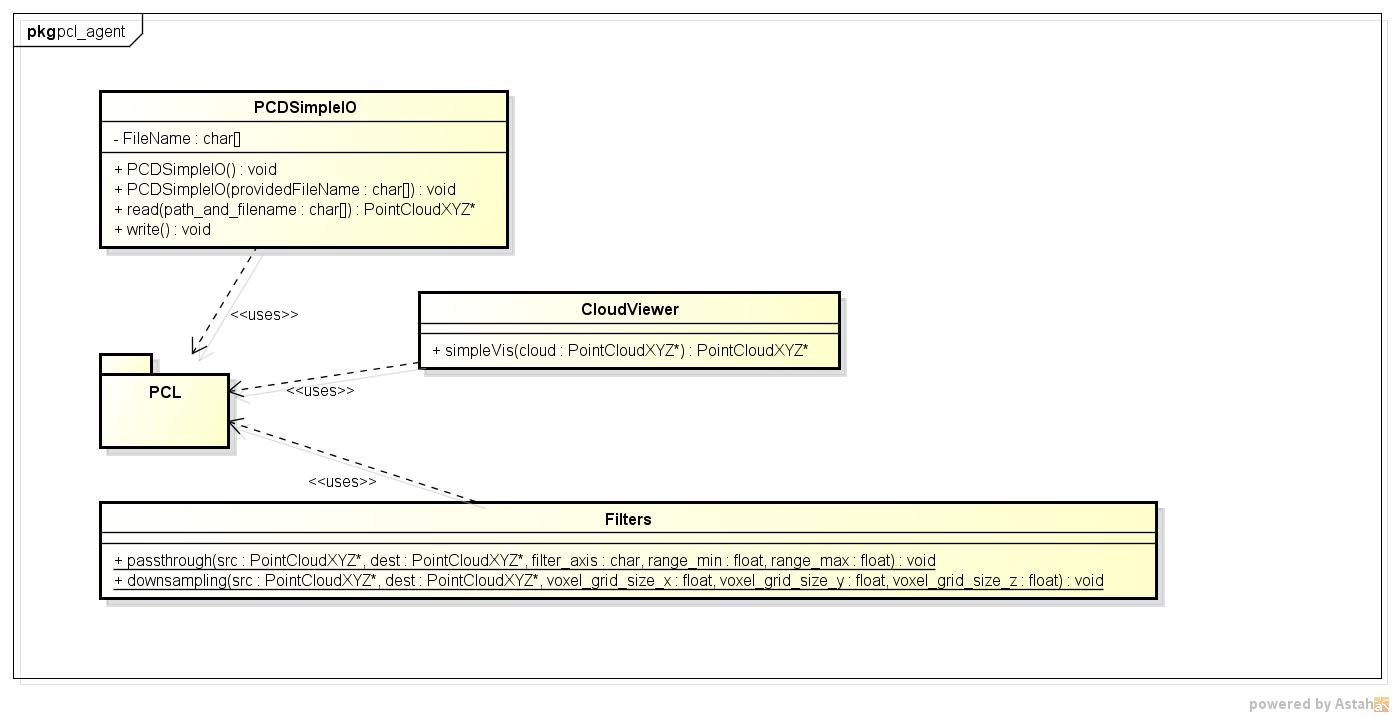 pkg pcl_agent
PCDSimpleIO
- FileName : char[]
+ PCDSimpleIO() : void
+ PCDSimpleIO(providedFileName : char[]) : void
+ read(path_and_filename : char[]) : PointCloudXYZ*
+ write() : void
<<uses>>
CloudViewer
+ simpleVis(cloud : PointCloudXYZ*) : PointCloudXYZ*
<<uses>>
PCL
<<uses>>
Filters
+ passthrough(src : PointCloudXYZ*, dest : PointCloudXYZ*, filter_axis : char, range_min : float, range_max : float) : void
+ downsampling(src : PointCloudXYZ*, dest : PointCloudXYZ*, voxel_grid_size_x : float, voxel_grid_size_y : float, voxel_grid_size_z : float) : void
powered by Astah